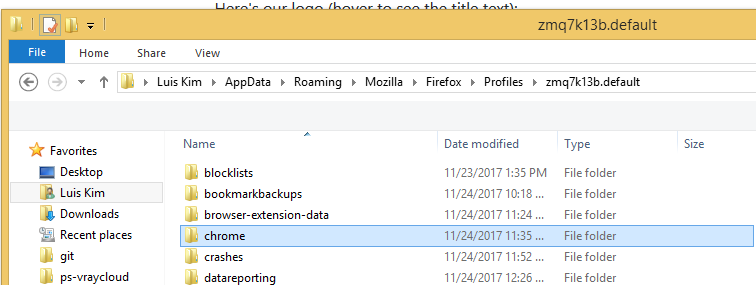 Here's our logo (hover to see the title text):
zmq7k13b.default
File Home Share View
Luis Kim AppData Roaming Mozilla Firefox Profiles zmq7k13b.default
Name Date modified Type Size
Favorites
Desktop
Luis Kim
Downloads
Recent places
git
ps-vraycloud
blocklists 11/23/2017 1:35 PM File folder
bookmarkbackups 11/24/2017 10:18 ... File folder
browser-extension-data 11/24/2017 11:24 ... File folder
chrome 11/24/2017 11:35 ... File folder
crashes 11/24/2017 11:52 ... File folder
datareporting 11/24/2017 12:26 ... File folder